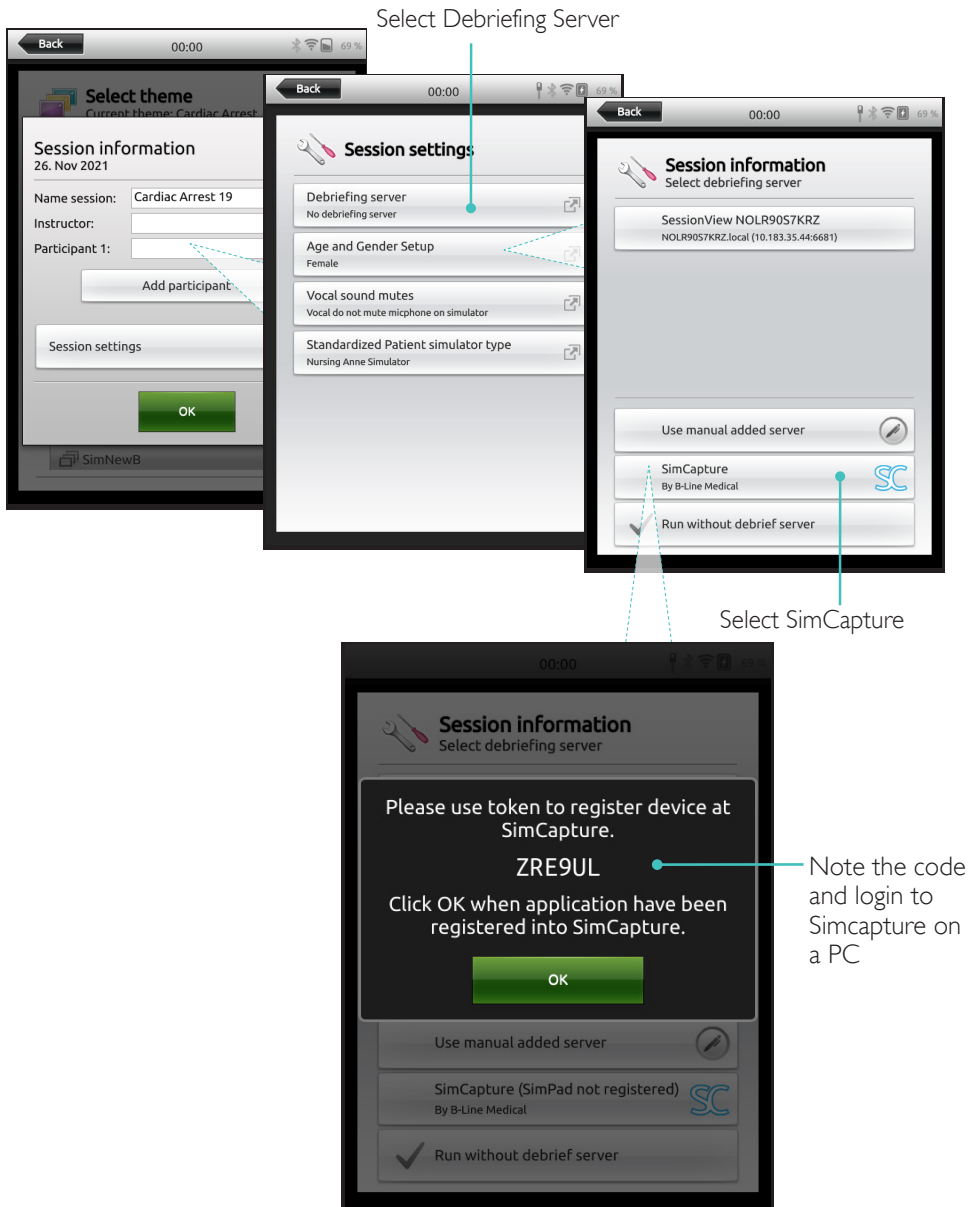 Select Debriefing Server
Back
00:00
69 %
Select theme
Current theme: Cardiac Arrest
Session information
26. Nov 2021
Name session: Cardiac Arrest 19
Instructor:
Participant 1:
Add participant
Session settings
OK
SimNewB
Back
00:00
69 %
Session settings
Debriefing server
No debriefing server
Age and Gender Setup
Female
Vocal sound mutes
Vocal do not mute micphone on simulator
Standardized Patient simulator type
Nursing Anne Simulator
Back
00:00
69 %
Session information
Select debriefing server
SessionView NOLR90S7KRZ
NOLR90S7KRZ.local (10.183.35.44:6681)
Use manual added server
SimCapture
By B-Line Medical
SC
Run without debrief server
Select SimCapture
00:00
69 %
Session information
Select debriefing server
Please use token to register device at
SimCapture.
ZRE9UL
Click OK when application have been
registered into SimCapture.
OK
Use manual added server
SimCapture (SimPad not registered)
By B-Line Medical
SC
Run without debrief server
Note the code
and login to
Simcapture on
a PC